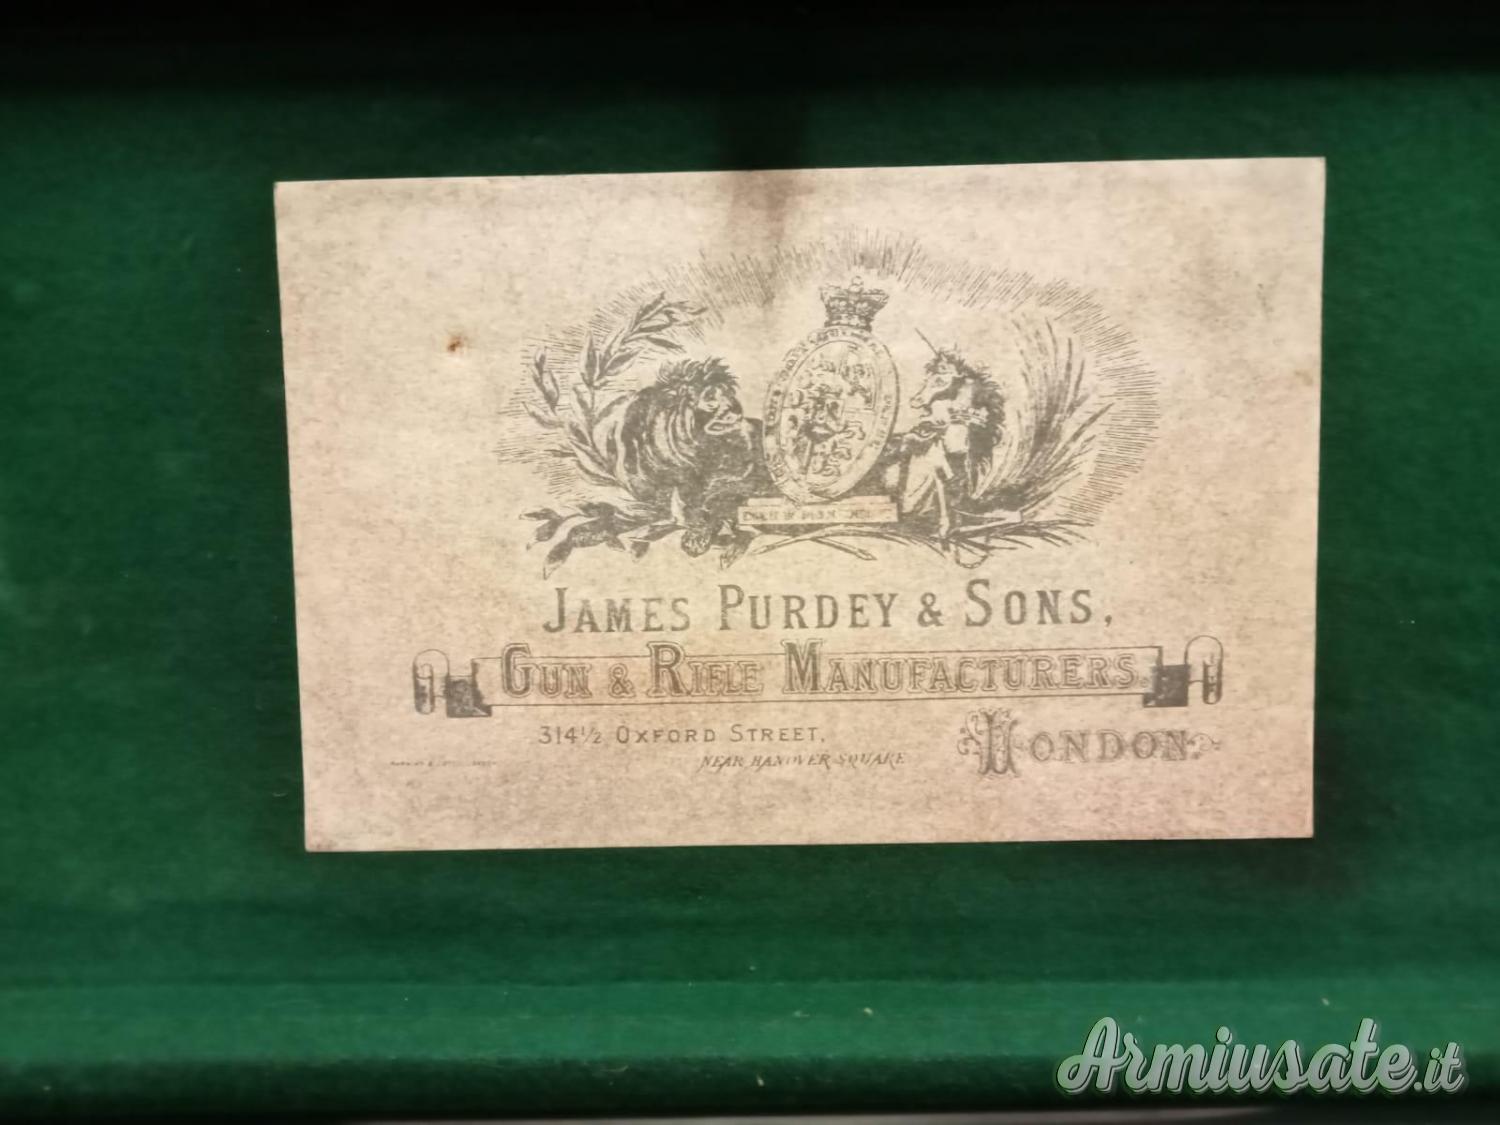 JAMES PURDEY & SONS,
GUN & RIFLE MANUFACTURERS.
314½ OXFORD STREET,
NEAR HANOVER SQUARE
LONDON
Armiusate.it